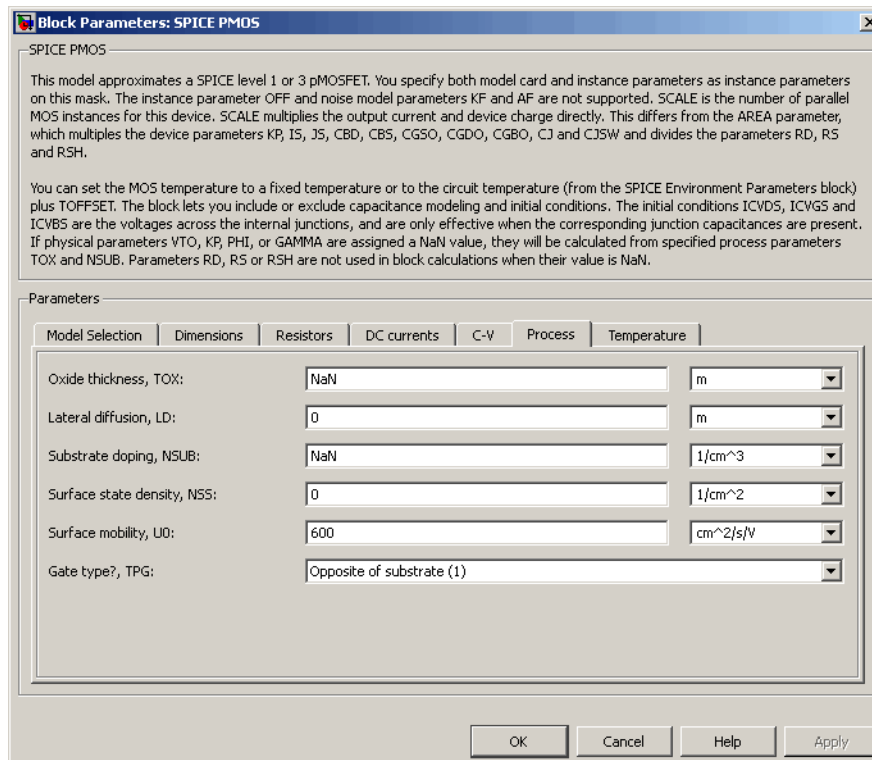 Block Parameters: SPICE PMOS
SPICE PMOS
This model approximates a SPICE level 1 or 3 pMOSFET. You specify both model card and instance parameters as instance parameters
on this mask. The instance parameter OFF and noise model parameters KF and AF are not supported. SCALE is the number of parallel
MOS instances for this device. SCALE multiplies the output current and device charge directly. This differs from the AREA parameter,
which multiples the device parameters KP, IS, JS, CBD, CBS, CGSO, CGDO, CGBO, CJ and CJSW and divides the parameters RD, RS
and RSH.
You can set the MOS temperature to a fixed temperature or to the circuit temperature (from the SPICE Environment Parameters block)
plus TOFFSET. The block lets you include or exclude capacitance modeling and initial conditions. The initial conditions ICVDS, ICVGS and
ICVBS are the voltages across the internal junctions, and are only effective when the corresponding junction capacitances are present.
If physical parameters VTO, KP, PHI, or GAMMA are assigned a NaN value, they will be calculated from specified process parameters
TOX and NSUB. Parameters RD, RS or RSH are not used in block calculations when their value is NaN.
Parameters
Model Selection Dimensions Resistors DC currents C-V Process Temperature
Oxide thickness, TOX: NaN m
Lateral diffusion, LD: 0 m
Substrate doping, NSUB: NaN 1/cm^3
Surface state density, NSS: 0 1/cm^2
Surface mobility, U0: 600 cm^2/s/V
Gate type?, TPG: Opposite of substrate (1)
OK Cancel Help Apply